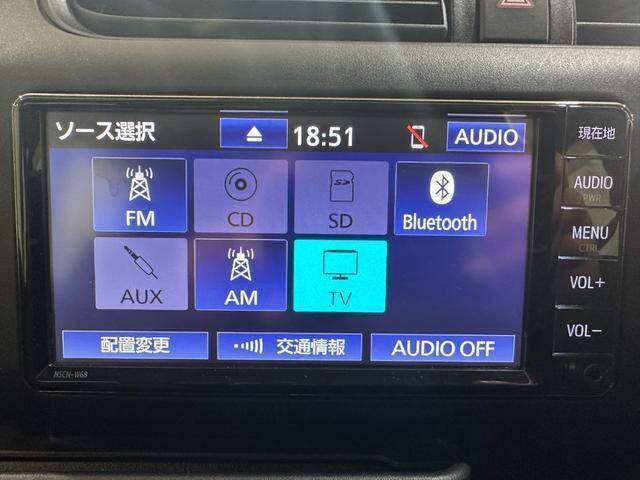 ソース選択
18:51
AUDIO
FM
CD
SD
Bluetooth
AUX
AM
TV
配置変更
交通情報
AUDIO OFF
NSCN-W68
現在地
AUDIO
PWR
MENU
CTRL
VOL+
VOL-